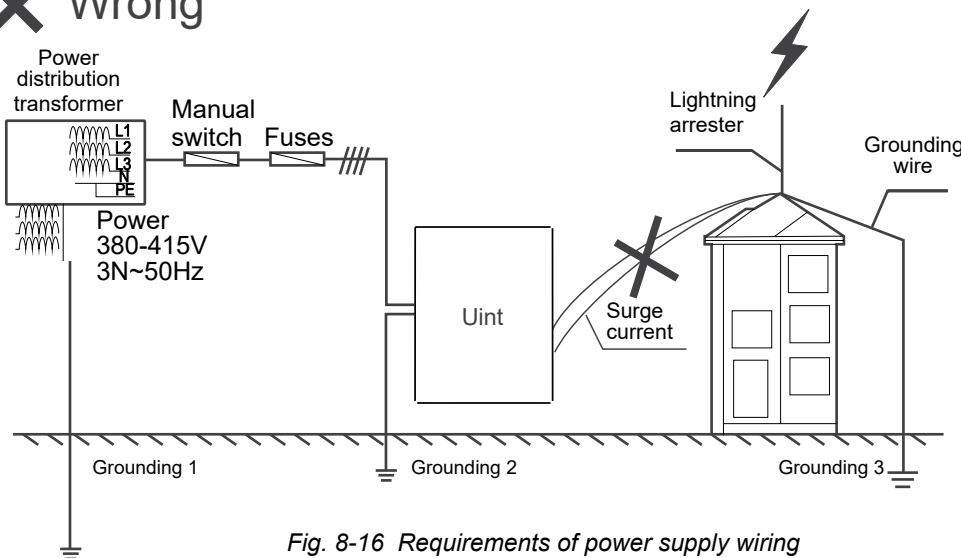 Wrong
Power
distribution
transformer
L1
L2
L3
N
PE
Manual
switch
Fuses
Power
380-415V
3N~50Hz
Uint
Surge
current
Lightning
arrester
Grounding
wire
Grounding 1
Grounding 2
Grounding 3
Fig. 8-16 Requirements of power supply wiring